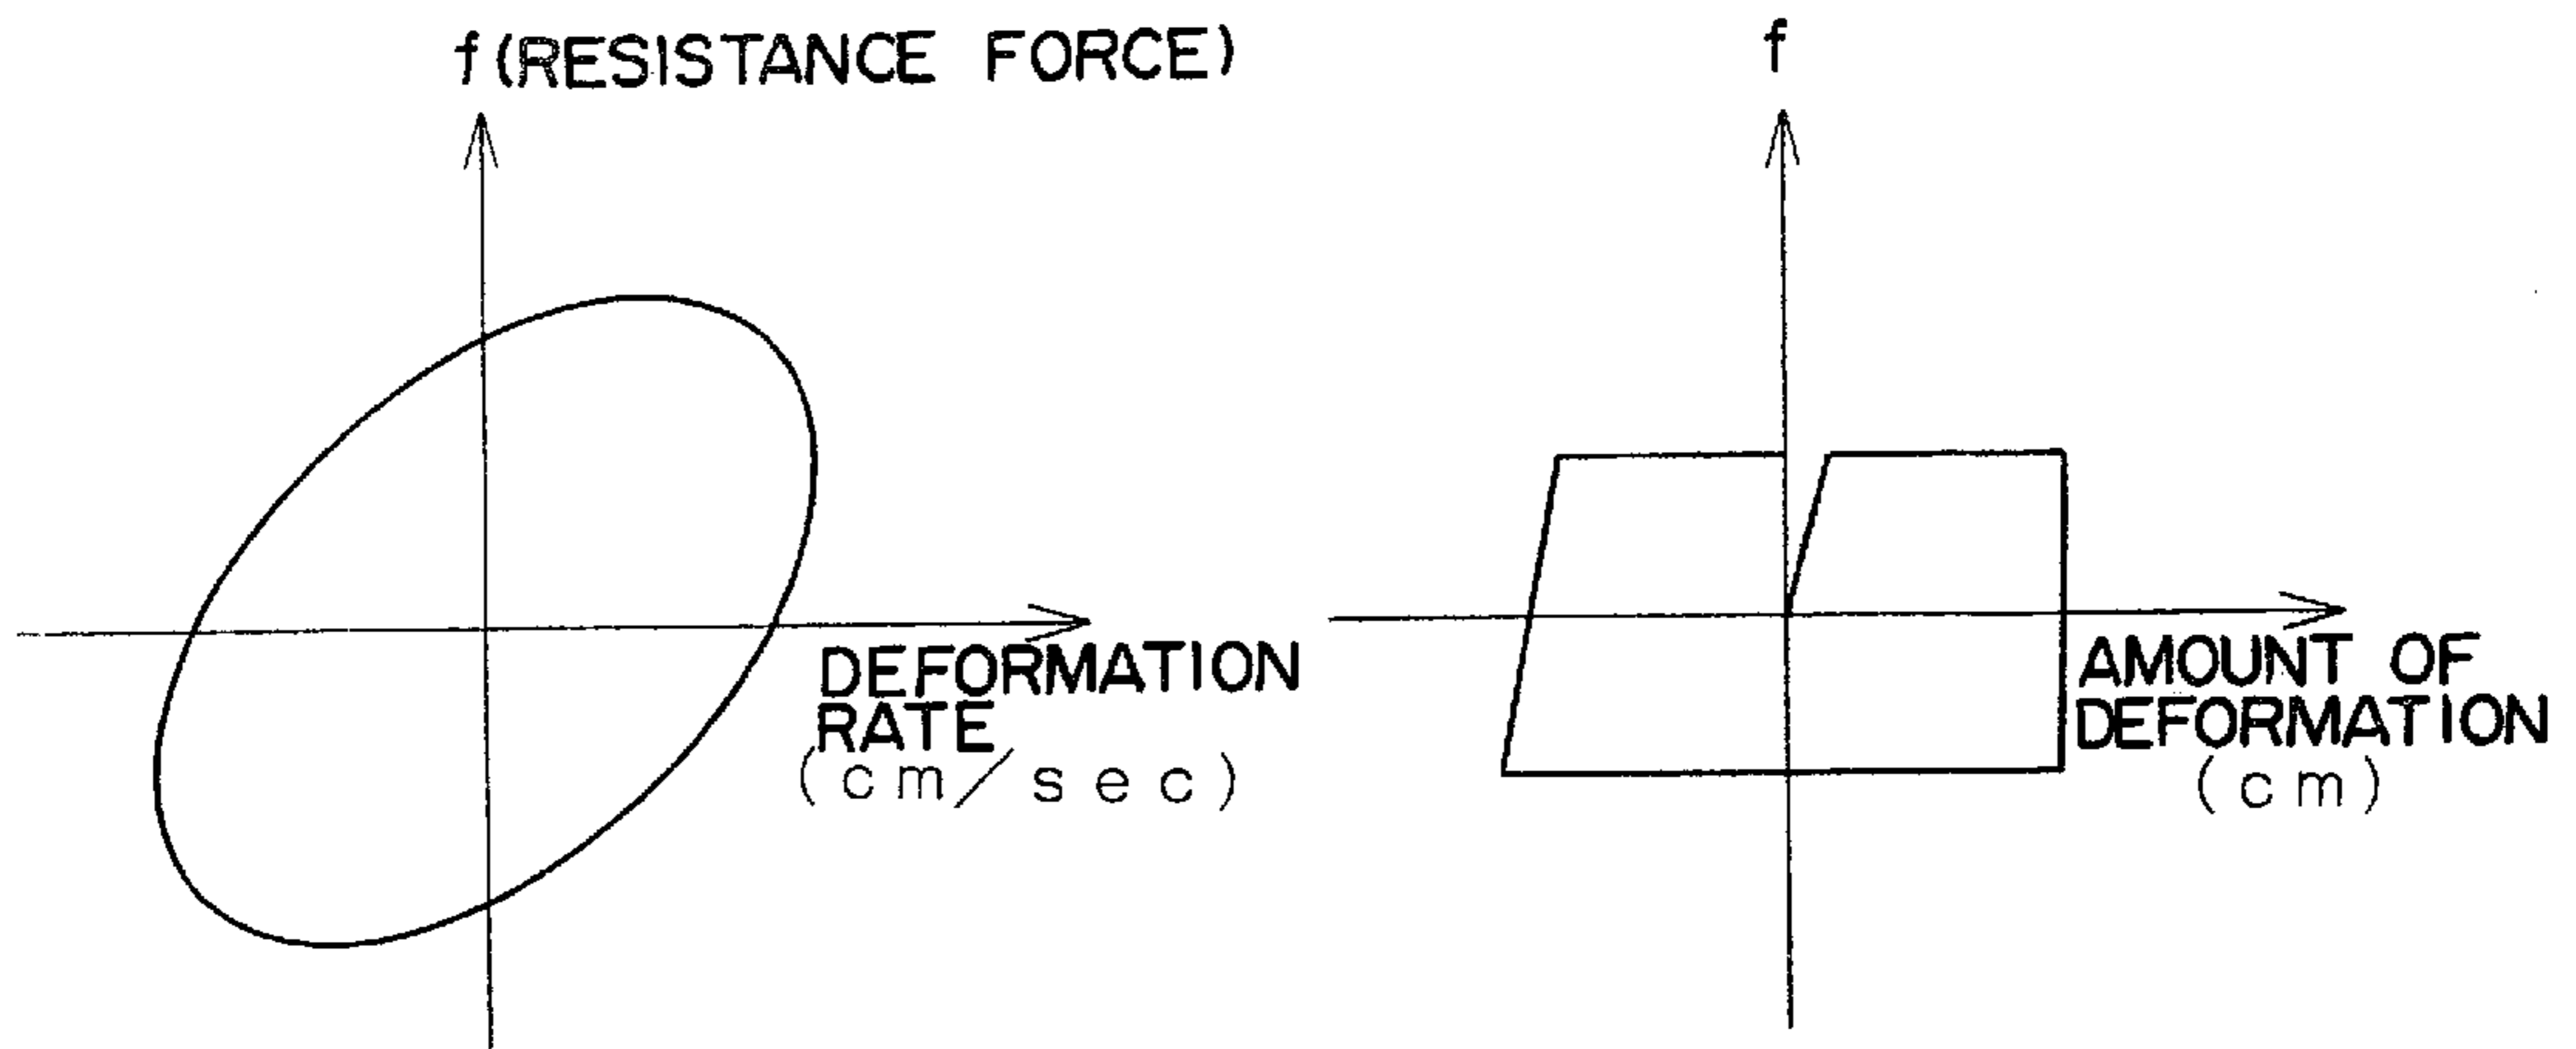 f(RESISTANCE FORCE)
DEFORMATION
RATE
(cm/sec)
f
AMOUNT OF
DEFORMATION
(cm)